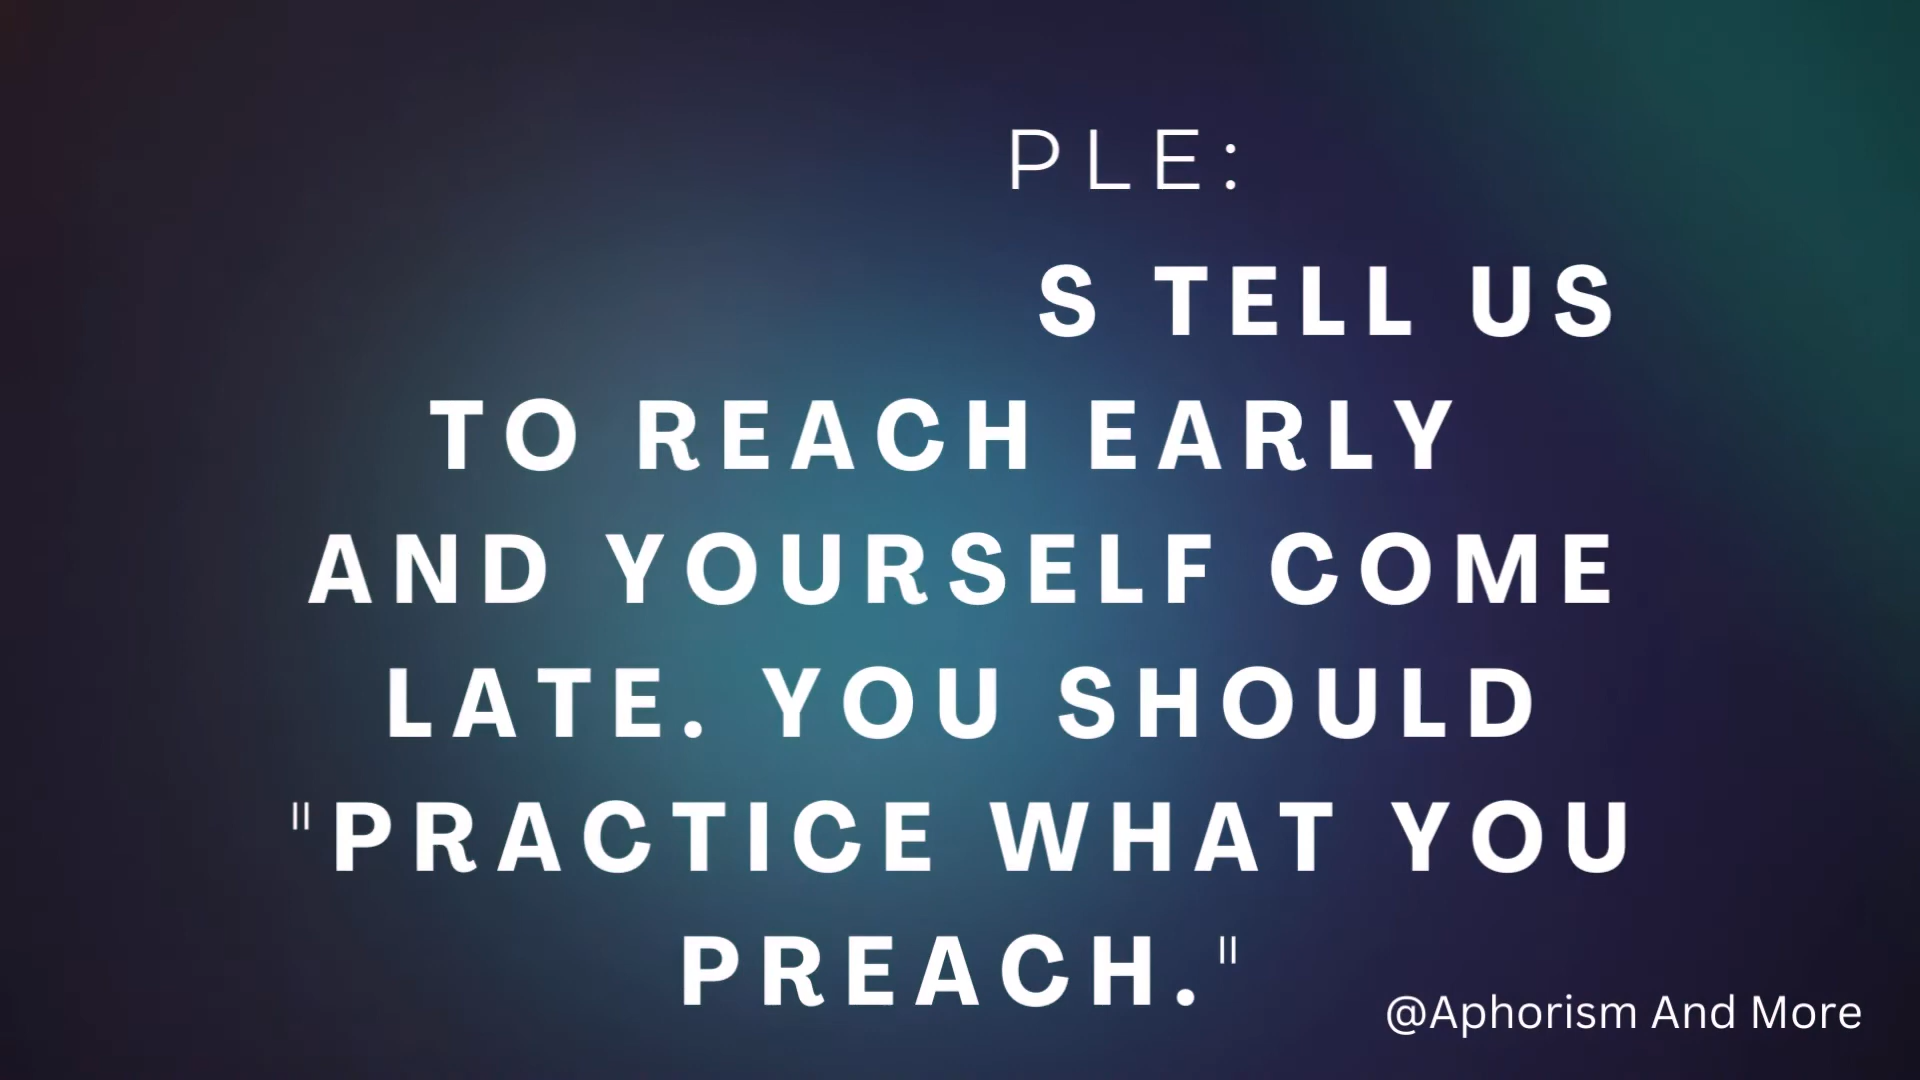 PLE:
S TELL US
TO REACH EARLY
AND YOURSELF COME
LATE. YOU SHOULD
"PRACTICE WHAT YOU
PREACH."
@Aphorism And More